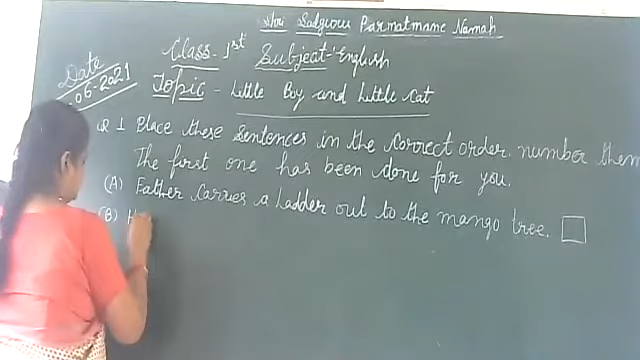 Shri Sadgurus Parmatmane Namah
Class-1st Subject-English
Date
.06-2021
Topic - Little Boy and Little Cat
Q 1 Place these Sentences in the correct order. number them
The first one has been done for you.
(A) Father carries a ladder out to the mango tree.
(B) H